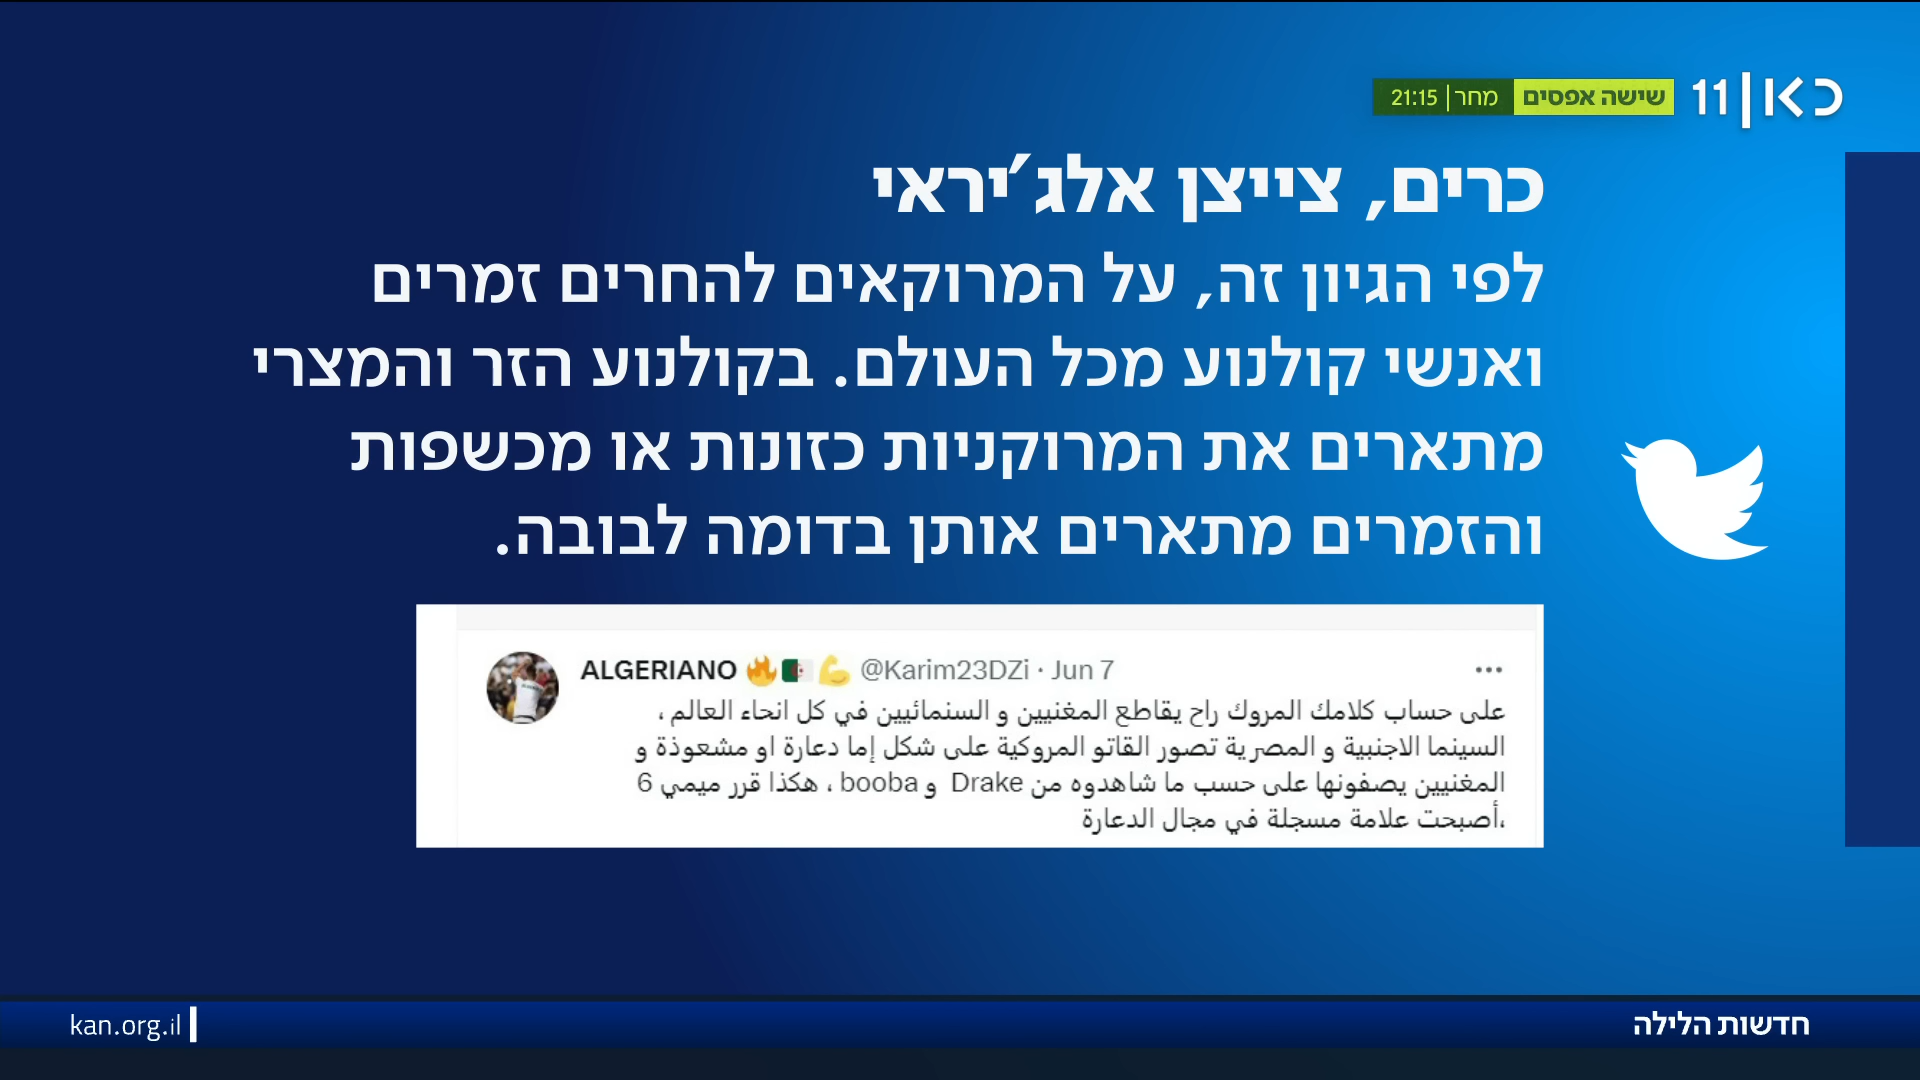 כאן|11
שישה אפסים מחר| 21:15
כרים, צייצן אלג׳יראי
לפי הגיון זה, על המרוקאים להחרים זמרים
ואנשי קולנוע מכל העולם. בקולנוע הזר והמצרי
מתארים את המרוקניות כזונות או מכשפות
והזמרים מתארים אותן בדומה לבובה.
ALGERIANO 🔥🇩🇿💪 @Karim23DZi · Jun 7
على حساب كلامك المروك راح يقاطع المغنيين و السنمائيين في كل انحاء العالم ،
السينما الاجنبية و المصرية تصور القاتو المروكية على شكل إما دعارة او مشعوذة و
المغنيين يصفونها على حسب ما شاهدوه من Drake و booba ، هكذا قرر ميمي 6
،أصبحت علامة مسجلة في مجال الدعارة
חדשות הלילה
kan.org.il